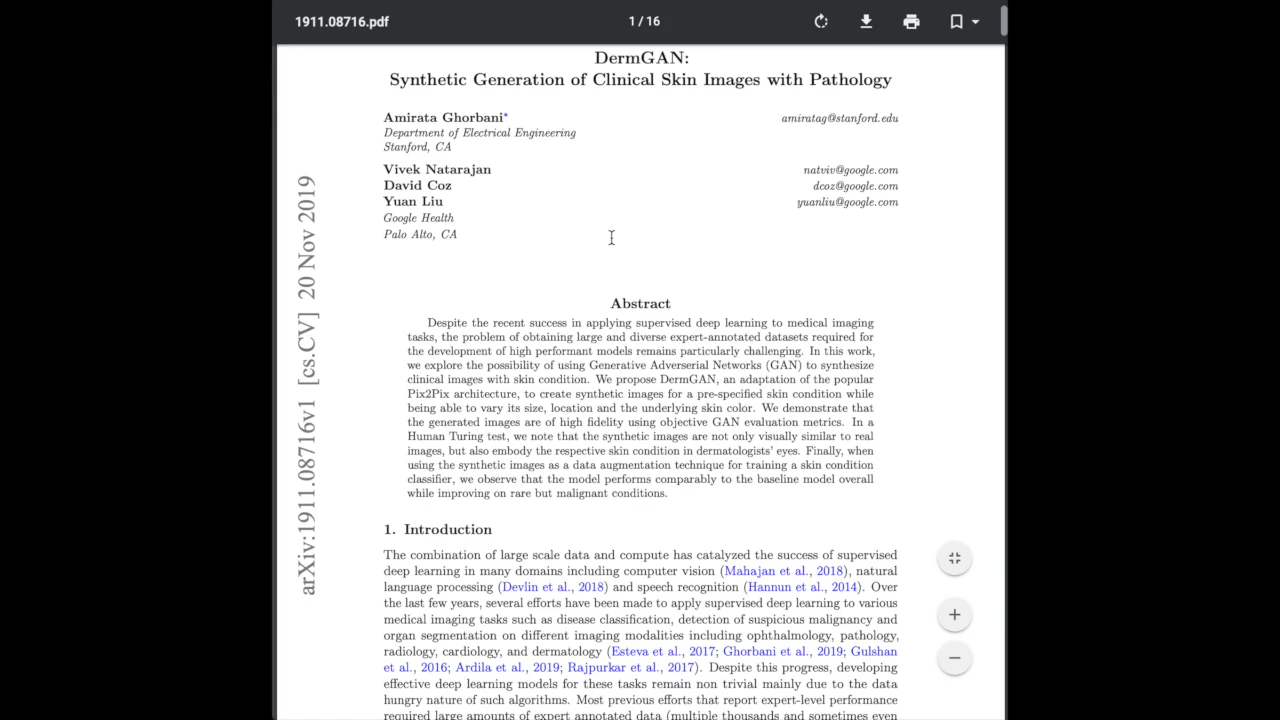 1911.08716.pdf
1 / 16
DermGAN:
Synthetic Generation of Clinical Skin Images with Pathology
Amirata Ghorbani* amiratag@stanford.edu
Department of Electrical Engineering
Stanford, CA
Vivek Natarajan natviv@google.com
David Coz dcoz@google.com
Yuan Liu yuanliu@google.com
Google Health
Palo Alto, CA
arXiv:1911.08716v1 [cs.CV] 20 Nov 2019
Abstract
Despite the recent success in applying supervised deep learning to medical imaging
tasks, the problem of obtaining large and diverse expert-annotated datasets required for
the development of high performant models remains particularly challenging. In this work,
we explore the possibility of using Generative Adverserial Networks (GAN) to synthesize
clinical images with skin condition. We propose DermGAN, an adaptation of the popular
Pix2Pix architecture, to create synthetic images for a pre-specified skin condition while
being able to vary its size, location and the underlying skin color. We demonstrate that
the generated images are of high fidelity using objective GAN evaluation metrics. In a
Human Turing test, we note that the synthetic images are not only visually similar to real
images, but also embody the respective skin condition in dermatologists' eyes. Finally, when
using the synthetic images as a data augmentation technique for training a skin condition
classifier, we observe that the model performs comparably to the baseline model overall
while improving on rare but malignant conditions.
1. Introduction
The combination of large scale data and compute has catalyzed the success of supervised
deep learning in many domains including computer vision (Mahajan et al., 2018), natural
language processing (Devlin et al., 2018) and speech recognition (Hannun et al., 2014). Over
the last few years, several efforts have been made to apply supervised deep learning to various
medical imaging tasks such as disease classification, detection of suspicious malignancy and
organ segmentation on different imaging modalities including ophthalmology, pathology,
radiology, cardiology, and dermatology (Esteva et al., 2017; Ghorbani et al., 2019; Gulshan
et al., 2016; Ardila et al., 2019; Rajpurkar et al., 2017). Despite this progress, developing
effective deep learning models for these tasks remain non trivial mainly due to the data
hungry nature of such algorithms. Most previous efforts that report expert-level performance
required large amounts of expert annotated data (multiple thousands and sometimes even